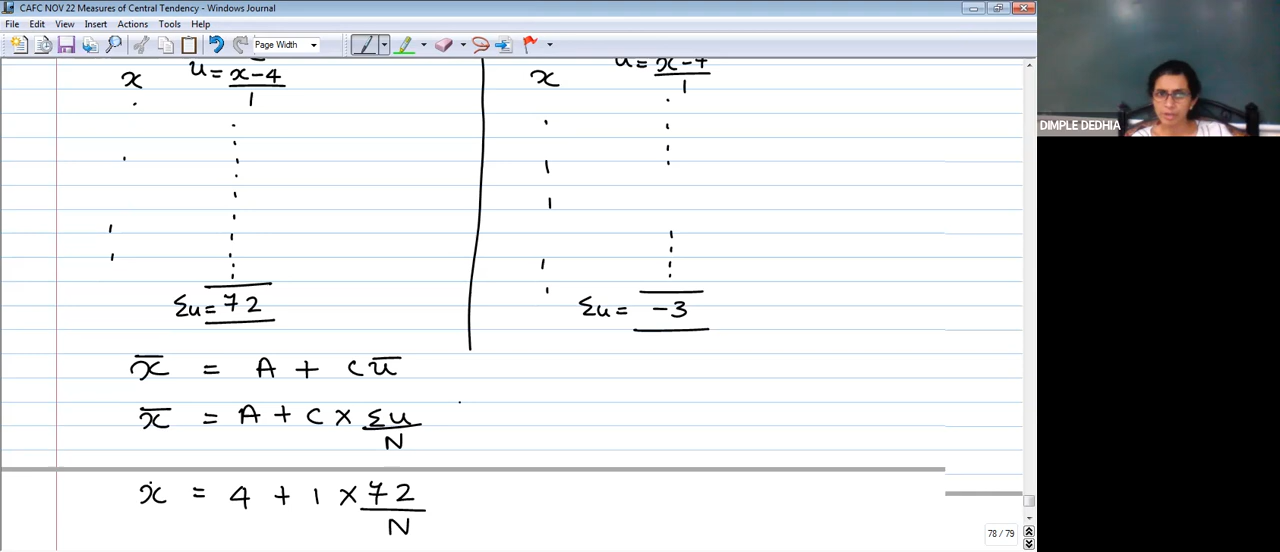 CAFC NOV 22 Measures of Central Tendency - Windows Journal
File Edit View Insert Actions Tools Help
Page Width
DIMPLE DEDHIA
x u = x-4 / 1
x u = x-7 / 1
Σu = 72
Σu = -3
x̅ = A + c u̅
x̅ = A + c × Σu / N
x = 4 + 1 × 72 / N
78 / 79